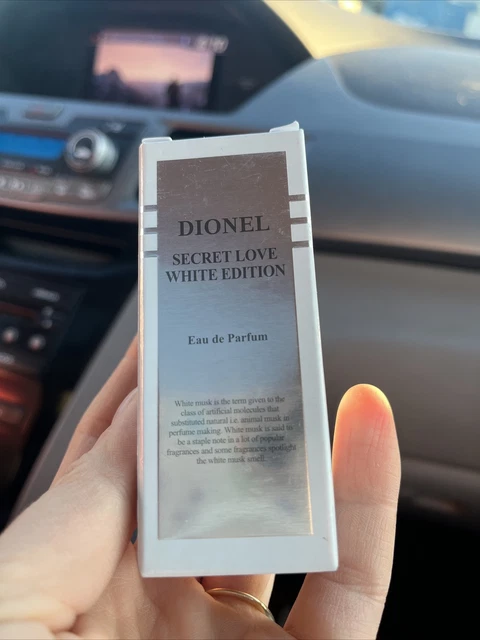 DIONEL
SECRET LOVE
WHITE EDITION
Eau de Parfum
White musk is the term given to the
class of artificial molecules that
substituted natural i.e. animal musk in
perfume making. White musk is said to
be a staple note in a lot of popular
fragrances and some fragrances spotlight
the white musk smell.